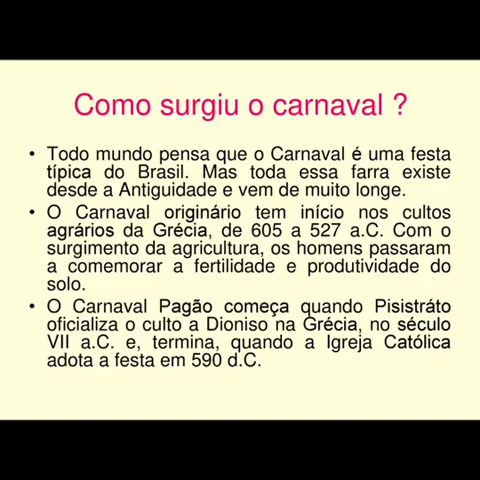 Como surgiu o carnaval ?
• Todo mundo pensa que o Carnaval é uma festa
típica do Brasil. Mas toda essa farra existe
desde a Antiguidade e vem de muito longe.
• O Carnaval originário tem início nos cultos
agrários da Grécia, de 605 a 527 a.C. Com o
surgimento da agricultura, os homens passaram
a comemorar a fertilidade e produtividade do
solo.
• O Carnaval Pagão começa quando Pisistráto
oficializa o culto a Dioniso na Grécia, no século
VII a.C. e, termina, quando a Igreja Católica
adota a festa em 590 d.C.